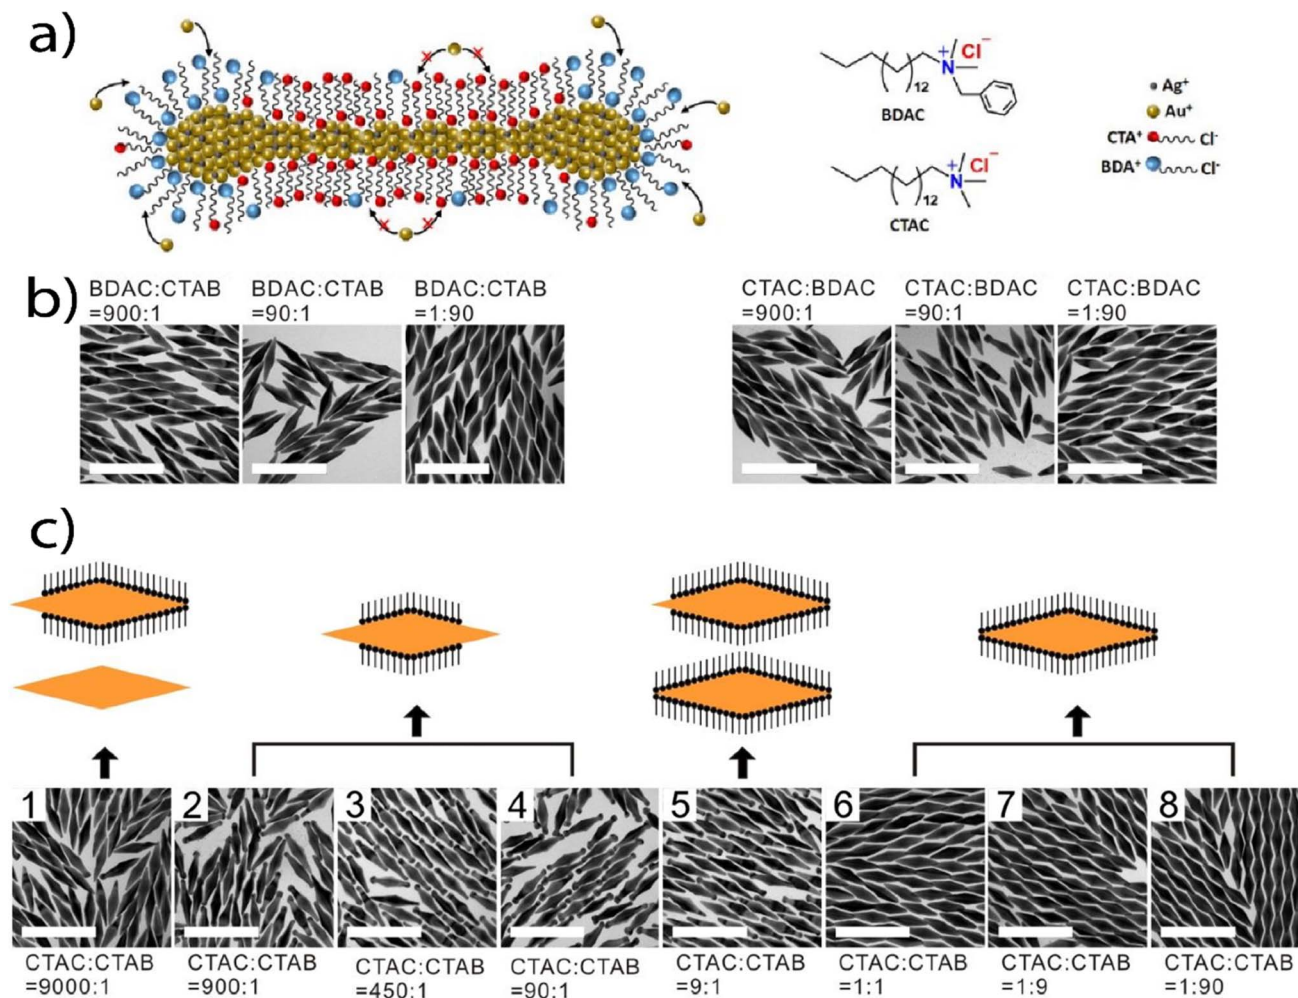 a)
Cl⁻
+
N
12
BDAC
Cl⁻
+
N
12
CTAC
Ag⁺
Au⁺
CTA⁺ Cl⁻
BDA⁺ Cl⁻
b)
BDAC:CTAB
=900:1
BDAC:CTAB
=90:1
BDAC:CTAB
=1:90
CTAC:BDAC
=900:1
CTAC:BDAC
=90:1
CTAC:BDAC
=1:90
c)
1
2
3
4
5
6
7
8
CTAC:CTAB
=9000:1
CTAC:CTAB
=900:1
CTAC:CTAB
=450:1
CTAC:CTAB
=90:1
CTAC:CTAB
=9:1
CTAC:CTAB
=1:1
CTAC:CTAB
=1:9
CTAC:CTAB
=1:90